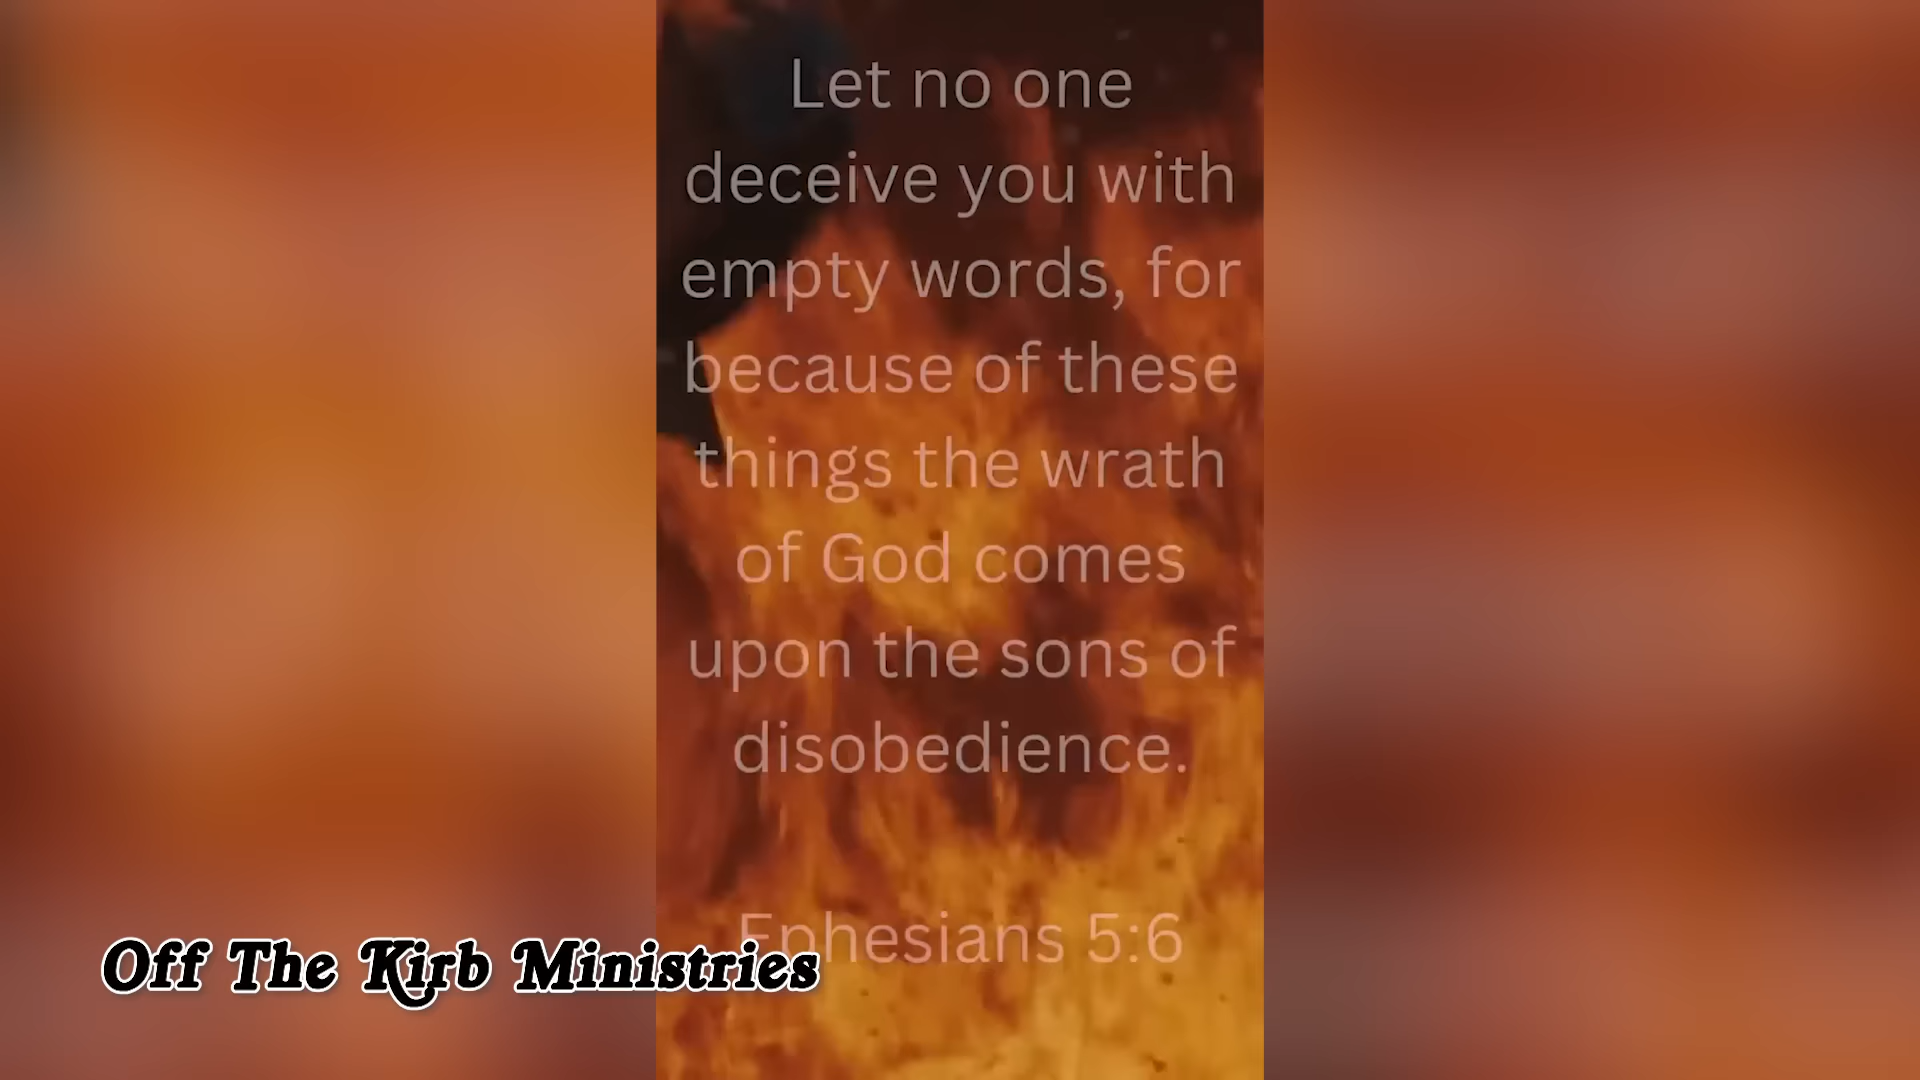 Let no one
deceive you with
empty words, for
because of these
things the wrath
of God comes
upon the sons of
disobedience.
Ephesians 5:6
Off The Kirb Ministries